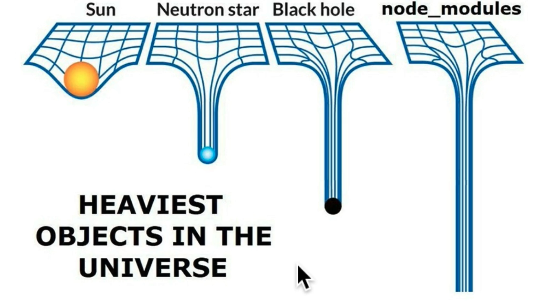 Sun Neutron star Black hole node_modules
HEAVIEST
OBJECTS IN THE
UNIVERSE